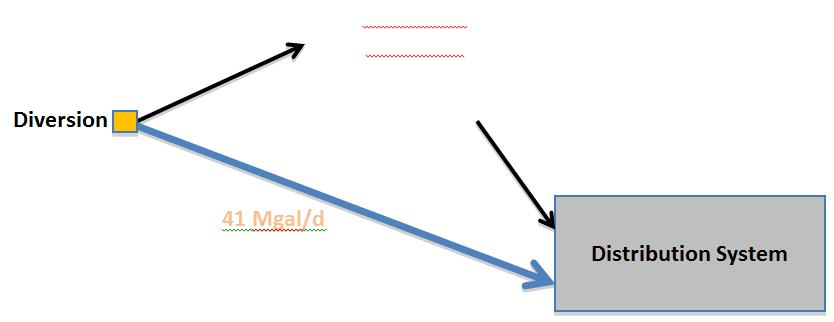 Diversion
41 Mgal/d
Distribution System